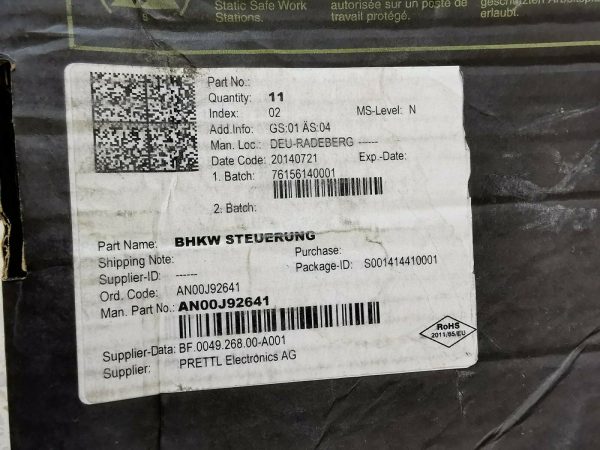 Static Safe Work
Stations.
autorisée sur un poste de
travail protégé.
geschützten
erlaubt.
S
Part No.:
Quantity: 11
Index: 02 MS-Level: N
Add.Info: GS:01 ÄS:04
Man. Loc.: DEU-RADEBERG ------
Date Code: 20140721 Exp.-Date:
1. Batch: 76156140001
2. Batch:
Part Name: BHKW STEUERUNG
Shipping Note: Purchase:
Supplier-ID: ------ Package-ID: S001414410001
Ord. Code: AN00J92641
Man. Part No.: AN00J92641
RoHS
2011/65/EU
Supplier-Data: BF.0049.268.00-A001
Supplier: PRETTL Electronics AG